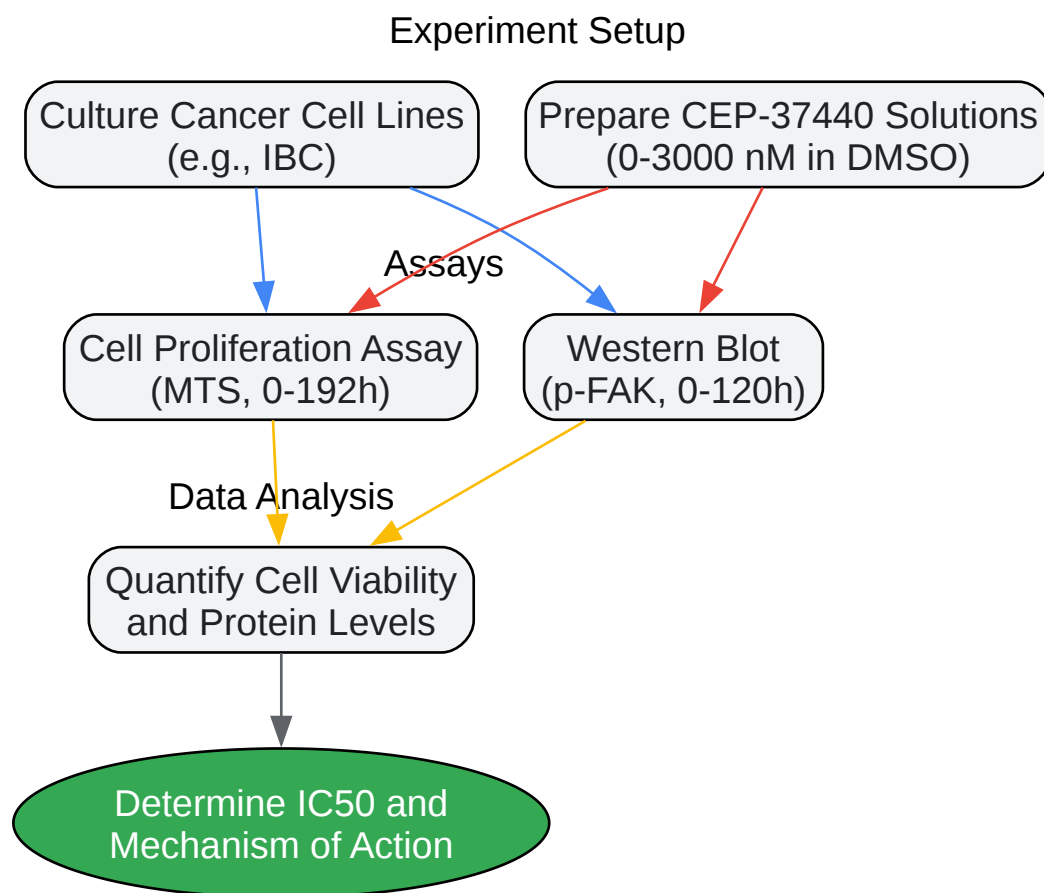 Experiment Setup
Culture Cancer Cell Lines
(e.g., IBC)
Prepare CEP-37440 Solutions
(0-3000 nM in DMSO)
Assays
Cell Proliferation Assay
(MTS, 0-192h)
Western Blot
(p-FAK, 0-120h)
Data Analysis
Quantify Cell Viability
and Protein Levels
Determine IC50 and
Mechanism of Action